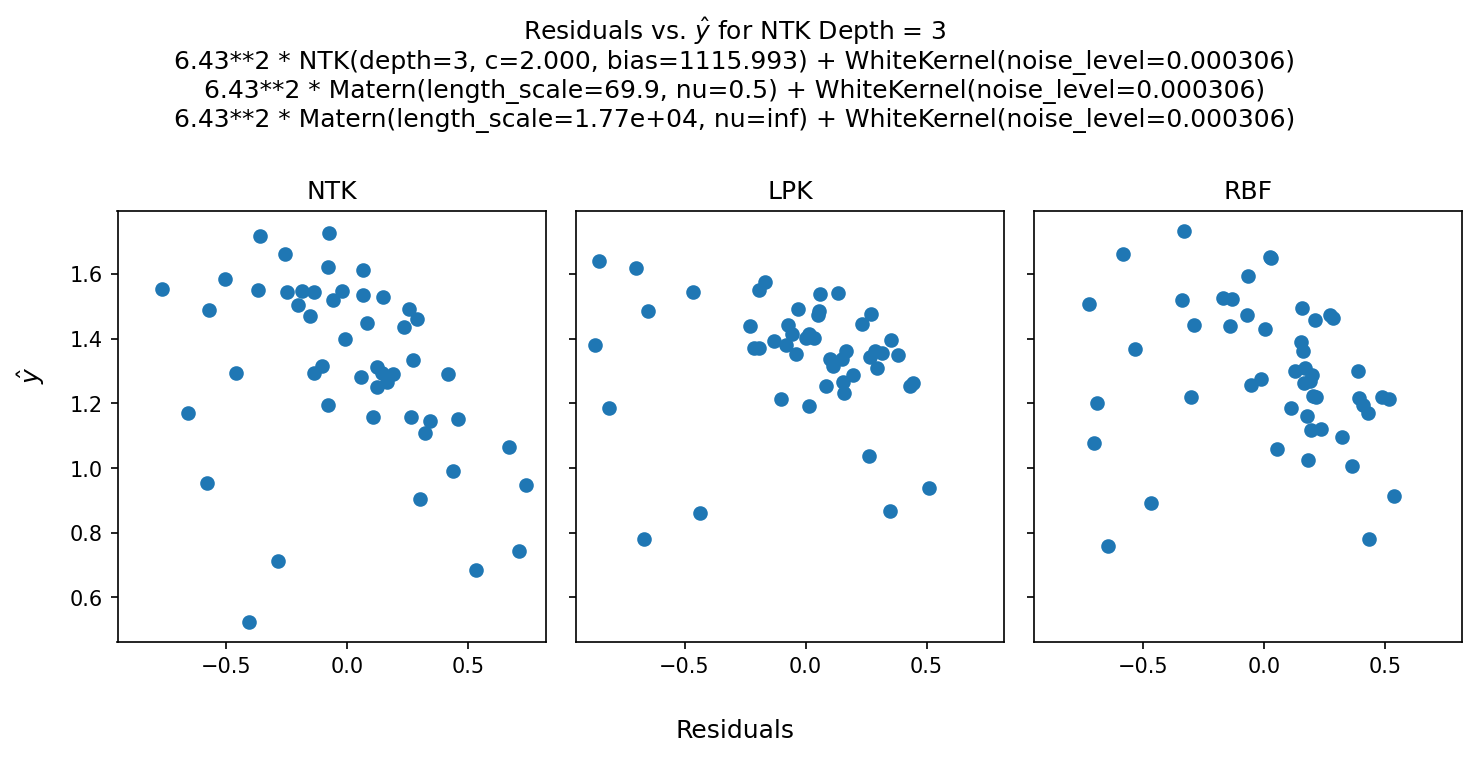 Residuals vs. ŷ for NTK Depth = 3
6.43**2 * NTK(depth=3, c=2.000, bias=1115.993) + WhiteKernel(noise_level=0.000306)
6.43**2 * Matern(length_scale=69.9, nu=0.5) + WhiteKernel(noise_level=0.000306)
6.43**2 * Matern(length_scale=1.77e+04, nu=inf) + WhiteKernel(noise_level=0.000306)
NTK LPK RBF
ŷ
1.6
1.4
1.2
1.0
0.8
0.6
−0.5 0.0 0.5 −0.5 0.0 0.5 −0.5 0.0 0.5
Residuals